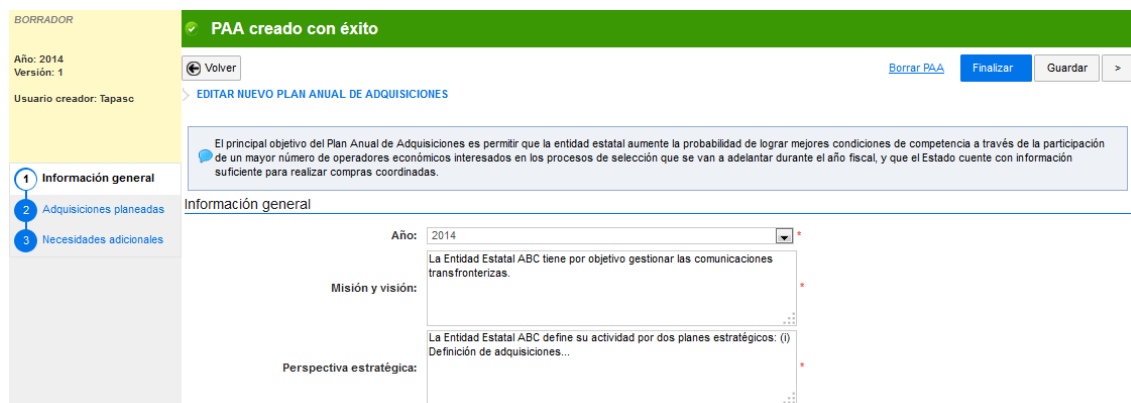 BORRADOR
Año: 2014
Versión: 1
Usuario creador: Tapasc
1 Información general
2 Adquisiciones planeadas
3 Necesidades adicionales
PAA creado con éxito
Volver
Borrar PAA
Finalizar
Guardar
>
EDITAR NUEVO PLAN ANUAL DE ADQUISICIONES
El principal objetivo del Plan Anual de Adquisiciones es permitir que la entidad estatal aumente la probabilidad de lograr mejores condiciones de competencia a través de la participación
de un mayor número de operadores económicos interesados en los procesos de selección que se van a adelantar durante el año fiscal, y que el Estado cuente con información
suficiente para realizar compras coordinadas.
Información general
Año: 2014 *
Misión y visión:
La Entidad Estatal ABC tiene por objetivo gestionar las comunicaciones
transfronterizas.
*
Perspectiva estratégica:
La Entidad Estatal ABC define su actividad por dos planes estratégicos: (i)
Definición de adquisiciones...
*